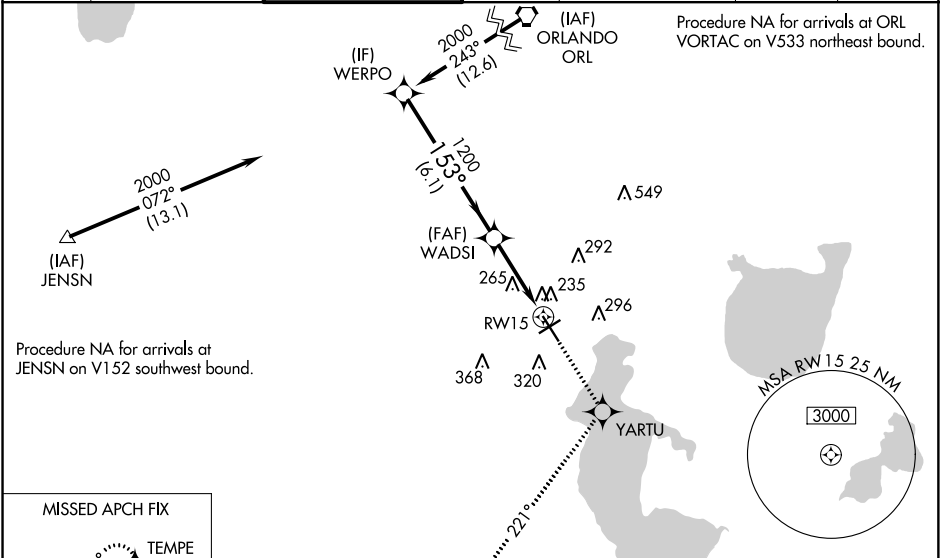 (IAF)
ORLANDO
ORL
Procedure NA for arrivals at ORL
VORTAC on V533 northeast bound.
2000
243°
(12.6)
(IF)
WERPO
1200
153°
(6.1)
2000
072°
(13.1)
(IAF)
JENSN
549
(FAF)
WADSI
292
265
235
296
RW15
Procedure NA for arrivals at
JENSN on V152 southwest bound.
368
320
MSA RW15 25 NM
3000
YARTU
221°
MISSED APCH FIX
TEMPE